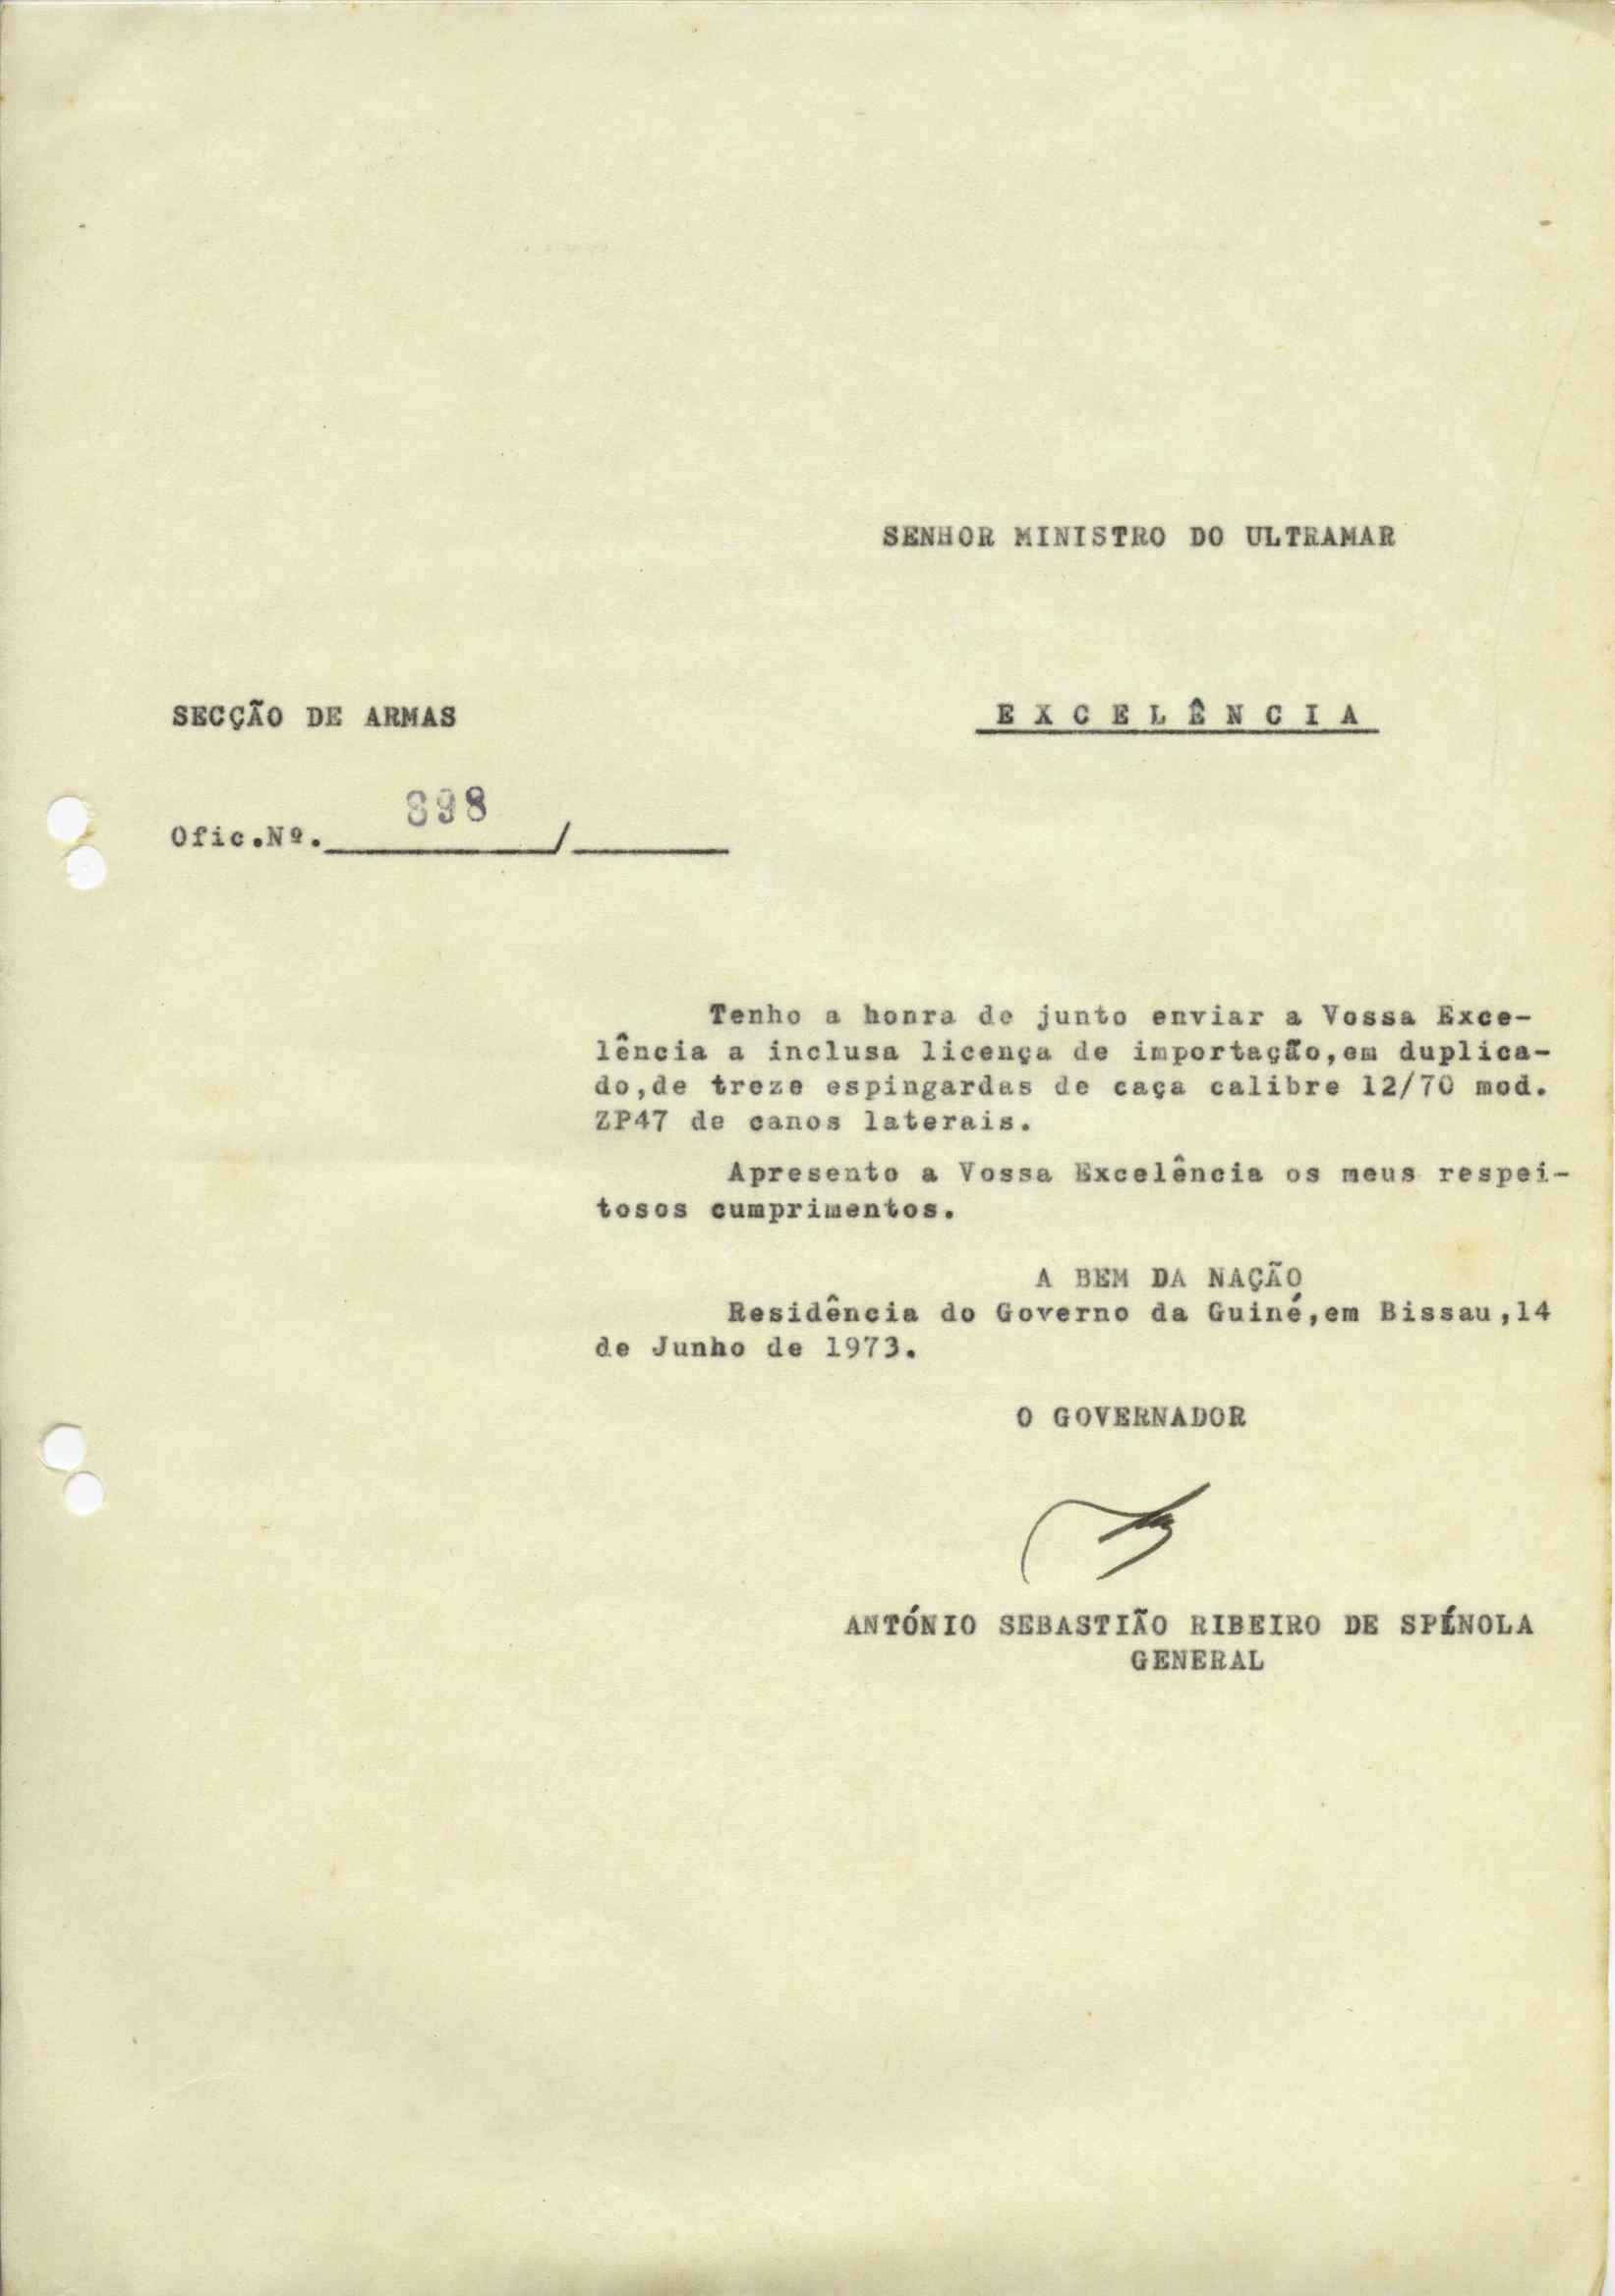 SENHOR MINISTRO DO ULTRAMAR
SECÇÃO DE ARMAS
EXCELÊNCIA
898
Ofic.Nº. /
Tenho a honra de junto enviar a Vossa Exce-
lência a inclusa licença de importação,em duplica-
do,de treze espingardas de caça calibre 12/70 mod.
ZP47 de canos laterais.
Apresento a Vossa Excelência os meus respei-
tosos cumprimentos.
A BEM DA NAÇÃO
Residência do Governo da Guiné,em Bissau,14
de Junho de 1973.
O GOVERNADOR
ANTÓNIO SEBASTIÃO RIBEIRO DE SPÍNOLA
GENERAL